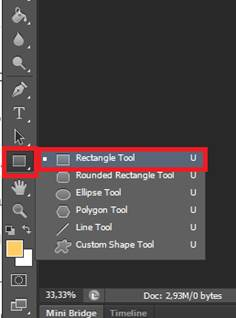 Rectangle Tool U
Rounded Rectangle Tool U
Ellipse Tool U
Polygon Tool U
Line Tool U
Custom Shape Tool U
33,33% Doc: 2,93M/0 bytes
Mini Bridge Timeline